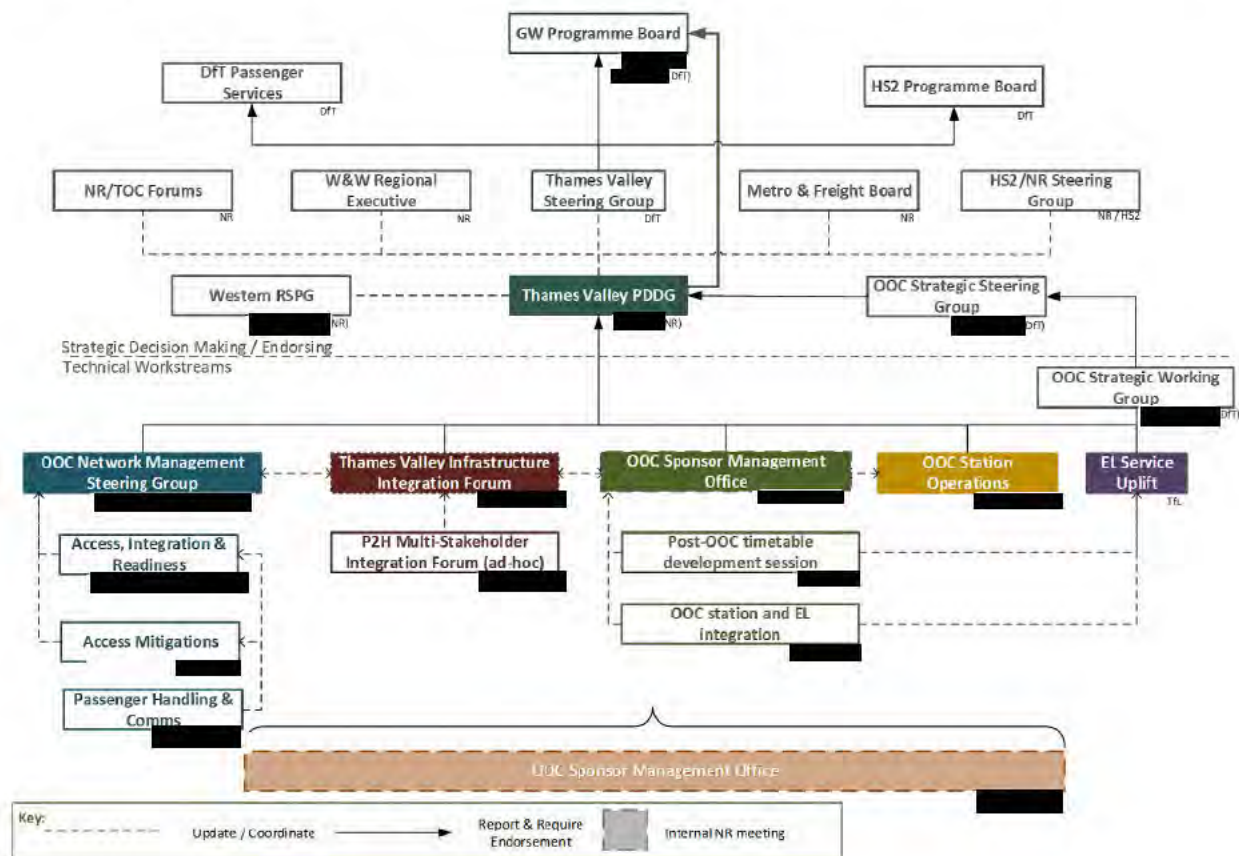 GW Programme Board
DfT)
DfT Passenger
Services
DfT
HS2 Programme Board
DfT
NR/TOC Forums
NR
W&W Regional
Executive
NR
Thames Valley
Steering Group
DfT
Metro & Freight Board
NR
HS2/NR Steering
Group
NR / HS2
Western RSPG
NR)
Thames Valley PDDG
NR)
OOC Strategic Steering
Group
DfT)
Strategic Decision Making / Endorsing
Technical Workstreams
OOC Strategic Working
Group
DfT)
OOC Network Management
Steering Group
Thames Valley Infrastructure
Integration Forum
OOC Sponsor Management
Office
OOC Station
Operations
EL Service
Uplift
TfL
Access, Integration &
Readiness
P2H Multi-Stakeholder
Integration Forum (ad-hoc)
Post-OOC timetable
development session
Access Mitigations
OOC station and EL
integration
Passenger Handling &
Comms
OOC Sponsor Management Office
Key:
Update / Coordinate
Report & Require
Endorsement
Internal NR meeting